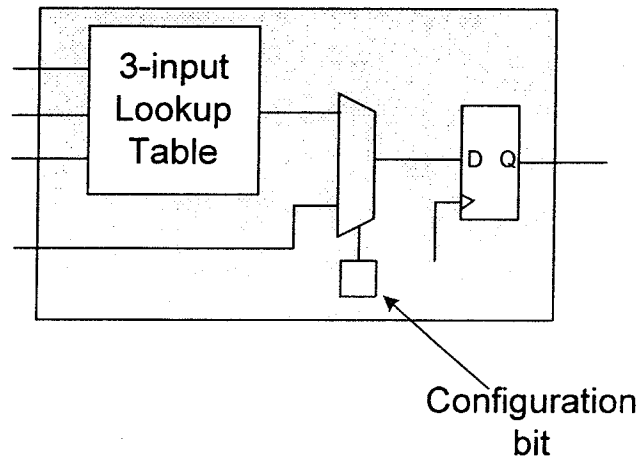 3-input
Lookup
Table
D Q
Configuration
bit